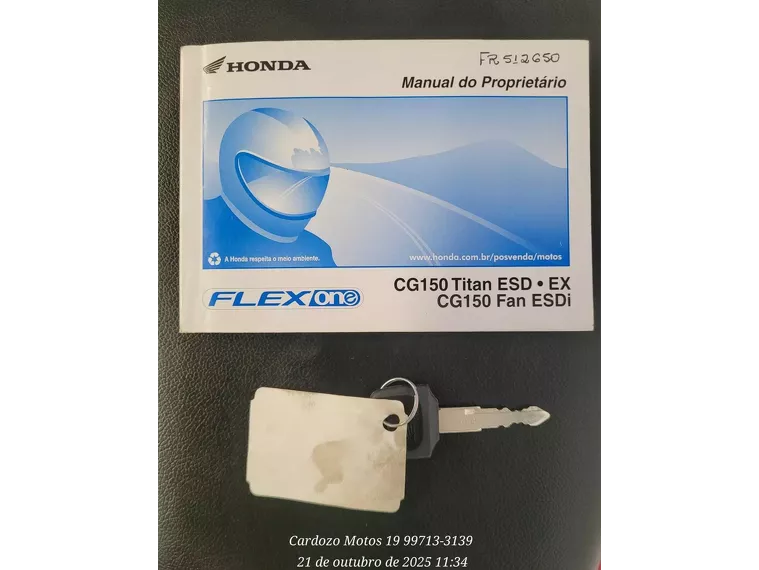 FR512650
HONDA
Manual do Proprietário
A Honda respeita o meio ambiente.
www.honda.com.br/posvenda/motos
FLEXone
CG150 Titan ESD • EX
CG150 Fan ESDi
Cardozo Motos 19 99713-3139
21 de outubro de 2025 11:34